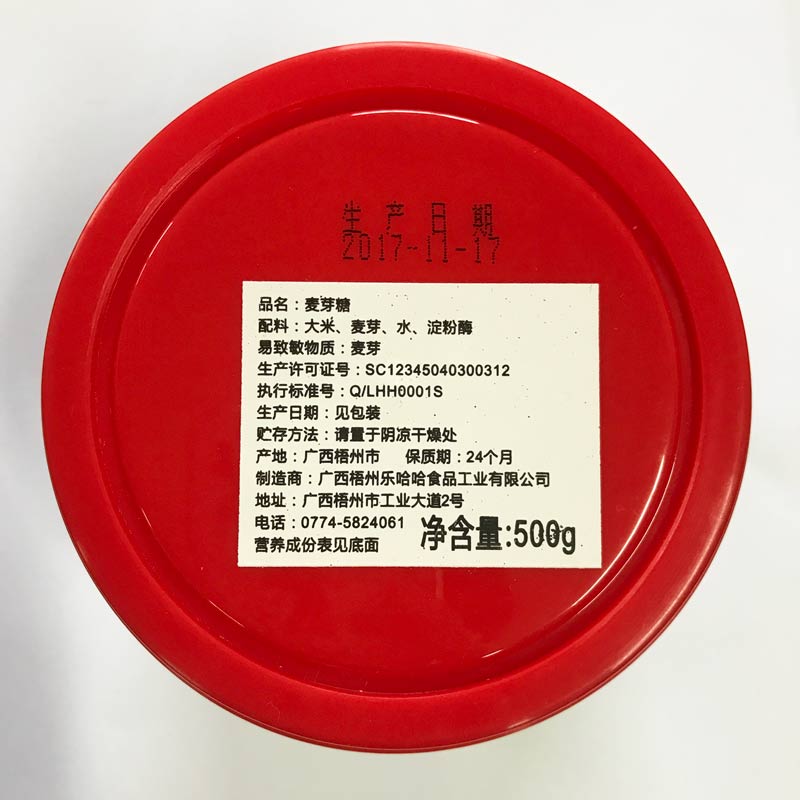 生产日期
2017-11-17
品名：麦芽糖
配料：大米、麦芽、水、淀粉酶
易致敏物质：麦芽
生产许可证号：SC12345040300312
执行标准号：Q/LHH0001S
生产日期：见包装
贮存方法：请置于阴凉干燥处
产地：广西梧州市 保质期：24个月
制造商：广西梧州乐哈哈食品工业有限公司
地址：广西梧州市工业大道2号
电话：0774-5824061
营养成份表见底面 净含量:500g